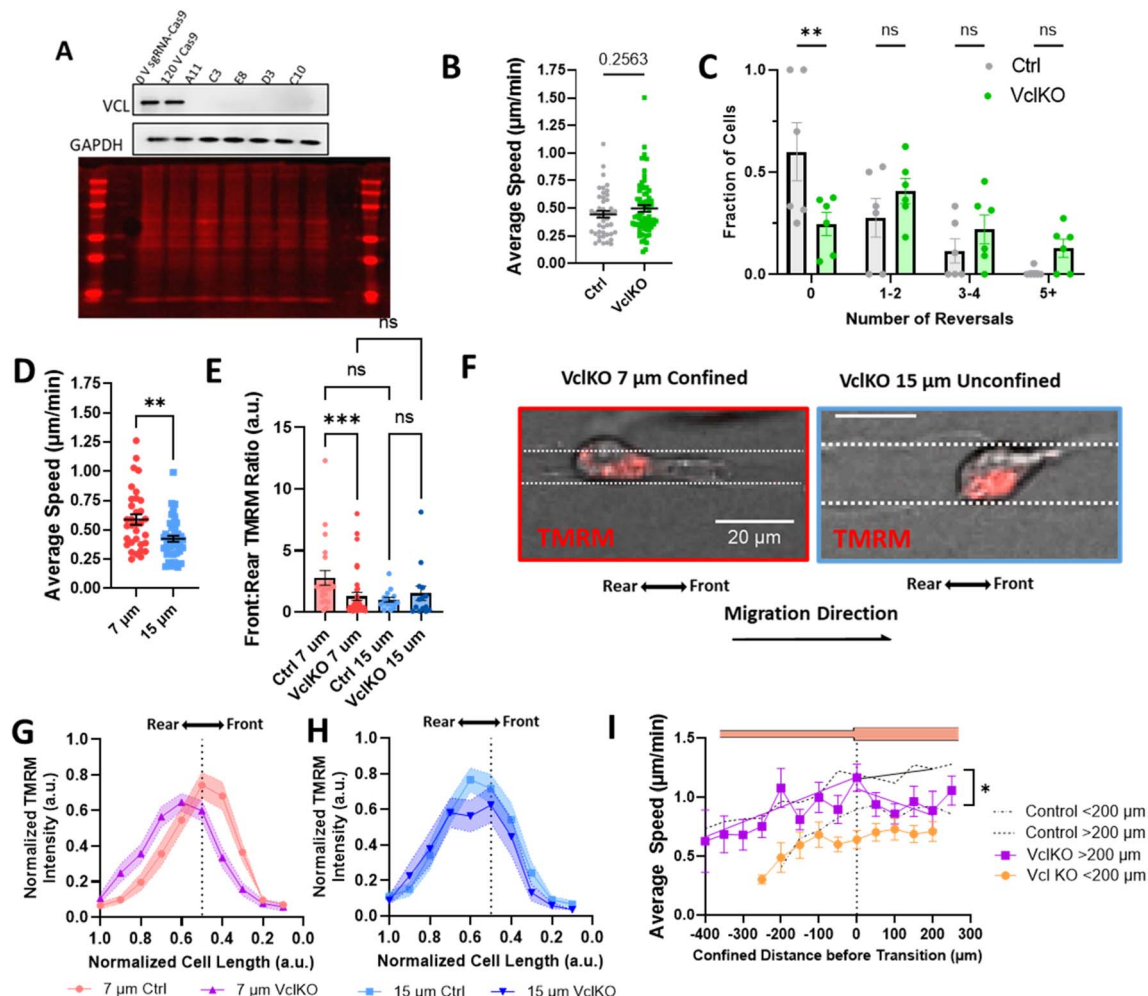 A
0 V sgRNA-Cas9
120 V Cas9
A11
C3
E8
D3
C10
VCL
GAPDH
B
Average Speed (µm/min)
0.2563
1.75
1.50
1.25
1.00
0.75
0.50
0.25
0.00
Ctrl
VclKO
C
** ns ns ns
Ctrl
VclKO
Fraction of Cells
1.0
0.5
0.0
0 1-2 3-4 5+
Number of Reversals
D
Average Speed (µm/min)
**
1.75
1.50
1.25
1.00
0.75
0.50
0.25
0.00
7 µm
15 µm
E
Front:Rear TMRM Ratio (a.u.)
ns
ns
*** ns
15
10
5
0
Ctrl 7 um
VclKO 7 um
Ctrl 15 um
VclKO 15 um
F
VclKO 7 µm Confined
VclKO 15 µm Unconfined
TMRM
20 µm
TMRM
Rear Front
Rear Front
Migration Direction
G
Rear Front
Normalized TMRM
Intensity (a.u.)
1.0
0.8
0.6
0.4
0.2
0.0
1.0 0.8 0.6 0.4 0.2 0.0
Normalized Cell Length (a.u.)
7 µm Ctrl 7 µm VclKO
H
Rear Front
Normalized TMRM
Intensity (a.u.)
1.0
0.8
0.6
0.4
0.2
0.0
1.0 0.8 0.6 0.4 0.2 0.0
Normalized Cell Length (a.u.)
15 µm Ctrl 15 µm VclKO
I
Average Speed (µm/min)
1.5
1.0
0.5
0.0
-400 -300 -200 -100 0 100 200 300
Confined Distance before Transition (µm)
*
Control <200 µm
Control >200 µm
VclKO >200 µm
Vcl KO <200 µm